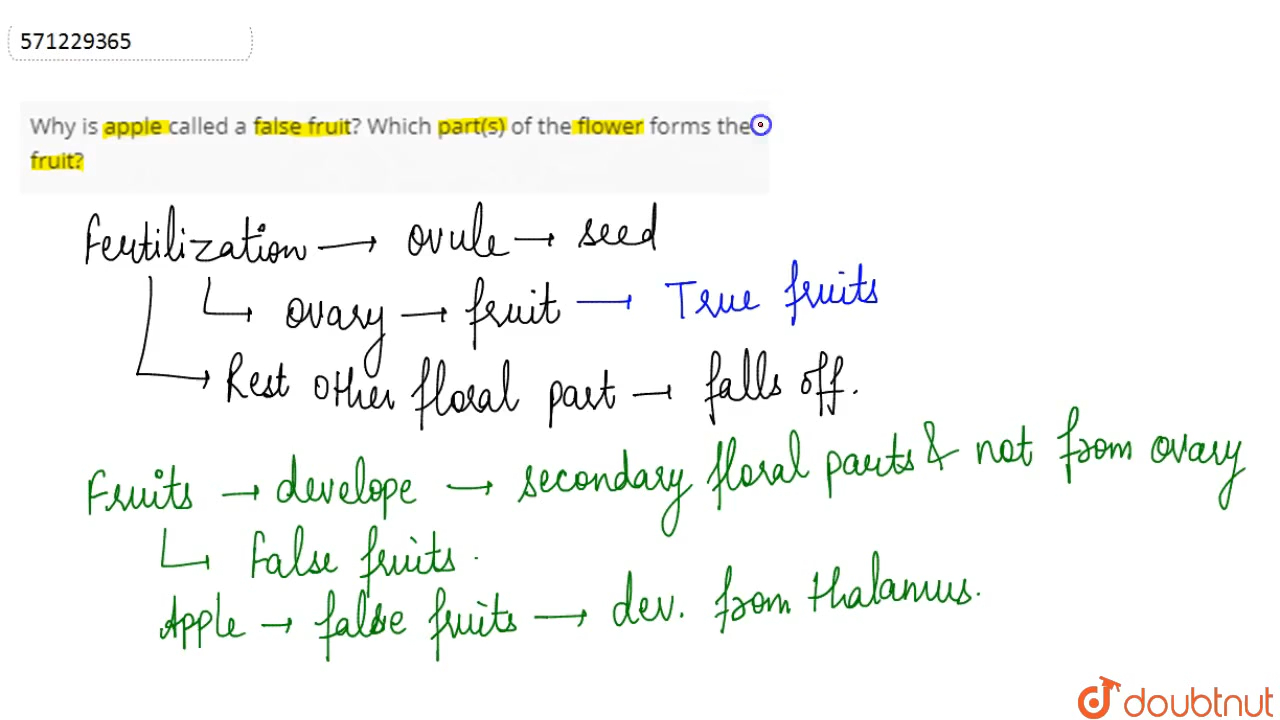 571229365
Why is apple called a false fruit? Which part(s) of the flower forms the
fruit?
Fertilization → ovule → seed
↳ ovary → fruit → True fruits
↳ Rest other floral part → falls off.
Fruits → develope → secondary floral parts & not from ovary
↳ False fruits.
Apple → false fruits → dev. from thalamus.
doubtnut